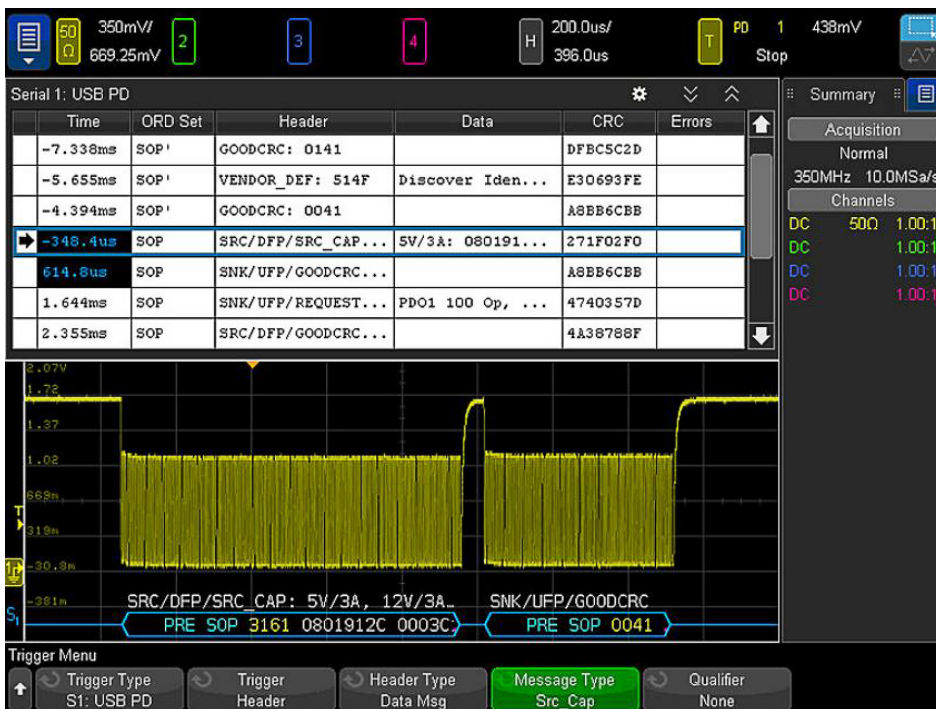 50Ω 350mV/ 669.25mV 2 3 4 H 200.0us/ 396.0us T PD 1 438mV Stop
Serial 1: USB PD
Time ORD Set Header Data CRC Errors
-7.338ms SOP' GOODCRC: 0141 DFBC5C2D
-5.655ms SOP' VENDOR_DEF: 514F Discover Iden... E30693FE
-4.394ms SOP' GOODCRC: 0041 A8BB6CBB
-348.4us SOP SRC/DFP/SRC_CAP... 5V/3A: 080191... 271F02F0
614.8us SOP SNK/UFP/GOODCRC... A8BB6CBB
1.644ms SOP SNK/UFP/REQUEST... PDO1 100 Op, ... 4740357D
2.355ms SOP SRC/DFP/GOODCRC... 4A38788F
Summary
Acquisition
Normal
350MHz 10.0MSa/s
Channels
DC 50Ω 1.00:1
DC 1.00:1
DC 1.00:1
DC 1.00:1
2.07V
1.72
1.37
1.02
669m
T
319m
-30.8m
-381m
S1
SRC/DFP/SRC_CAP: 5V/3A, 12V/3A… SNK/UFP/GOODCRC
PRE SOP 3161 0801912C 0003C PRE SOP 0041
Trigger Menu
Trigger Type Trigger Header Type Message Type Qualifier
S1: USB PD Header Data Msg Src_Cap None